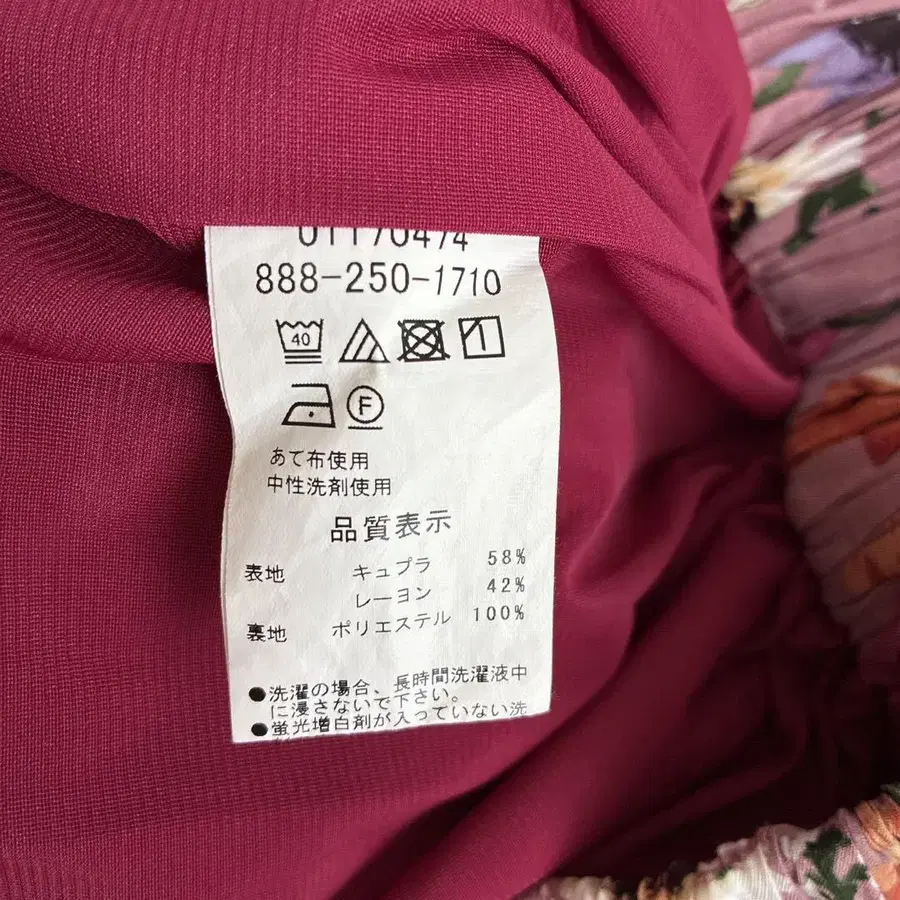 01170474
888-250-1710
40
F
あて布使用
中性洗剤使用
品質表示
表地 キュプラ 58%
レーヨン 42%
裏地 ポリエステル 100%
●洗濯の場合、長時間洗濯液中
に浸さないで下さい。
●蛍光増白剤が入っていない洗